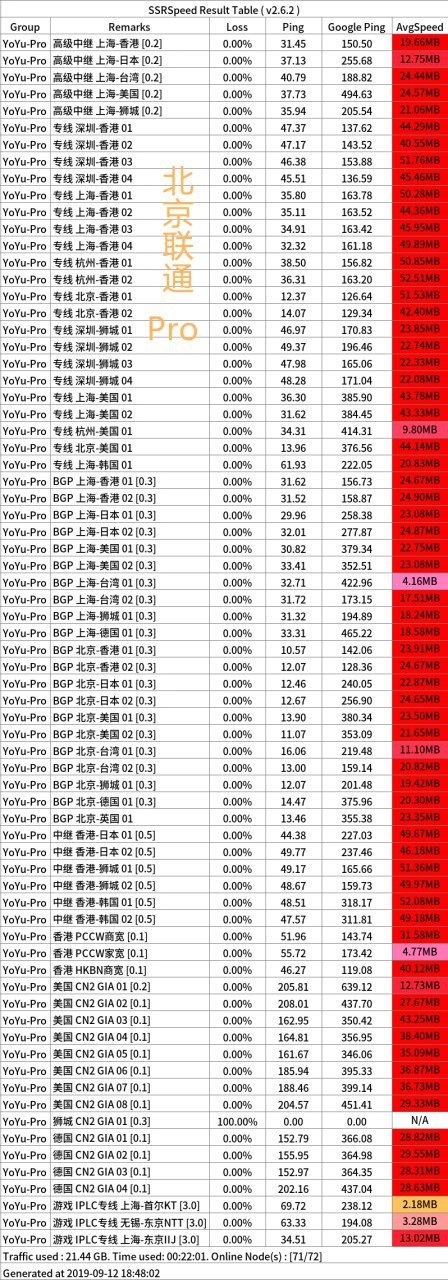 SSRSpeed Result Table ( v2.6.2 )
Group Remarks Loss Ping Google Ping AvgSpeed
YoYu-Pro 高级中继 上海-香港 [0.2] 0.00% 31.45 150.50 19.66MB
YoYu-Pro 高级中继 上海-日本 [0.2] 0.00% 37.13 255.68 12.75MB
YoYu-Pro 高级中继 上海-台湾 [0.2] 0.00% 40.79 188.82 24.44MB
YoYu-Pro 高级中继 上海-美国 [0.2] 0.00% 37.73 494.63 24.57MB
YoYu-Pro 高级中继 上海-狮城 [0.2] 0.00% 35.94 205.54 21.06MB
YoYu-Pro 专线 深圳-香港 01 0.00% 47.37 137.62 44.29MB
YoYu-Pro 专线 深圳-香港 02 0.00% 47.17 143.52 40.55MB
YoYu-Pro 专线 深圳-香港 03 0.00% 46.38 153.88 51.76MB
YoYu-Pro 专线 深圳-香港 04 0.00% 45.51 136.59 45.46MB
YoYu-Pro 专线 上海-香港 01 0.00% 35.80 163.78 50.28MB
YoYu-Pro 专线 上海-香港 02 0.00% 35.11 163.52 44.36MB
YoYu-Pro 专线 上海-香港 03 0.00% 34.91 163.42 45.95MB
YoYu-Pro 专线 上海-香港 04 0.00% 32.32 161.18 49.89MB
YoYu-Pro 专线 杭州-香港 01 0.00% 38.50 156.82 50.85MB
YoYu-Pro 专线 杭州-香港 02 0.00% 36.31 163.20 52.51MB
YoYu-Pro 专线 北京-香港 01 0.00% 12.37 126.64 51.53MB
YoYu-Pro 专线 北京-香港 02 0.00% 14.07 129.34 42.40MB
YoYu-Pro 专线 深圳-狮城 01 0.00% 46.97 170.83 23.85MB
YoYu-Pro 专线 深圳-狮城 02 0.00% 49.37 196.46 22.74MB
YoYu-Pro 专线 深圳-狮城 03 0.00% 47.98 165.06 22.33MB
YoYu-Pro 专线 深圳-狮城 04 0.00% 48.28 171.04 22.08MB
YoYu-Pro 专线 上海-美国 01 0.00% 36.30 385.90 43.78MB
YoYu-Pro 专线 上海-美国 02 0.00% 31.62 384.45 43.33MB
YoYu-Pro 专线 杭州-美国 01 0.00% 34.31 414.31 9.80MB
YoYu-Pro 专线 北京-美国 01 0.00% 13.96 376.56 44.14MB
YoYu-Pro 专线 上海-韩国 01 0.00% 61.93 222.05 20.83MB
YoYu-Pro BGP 上海-香港 01 [0.3] 0.00% 31.62 156.73 24.67MB
YoYu-Pro BGP 上海-香港 02 [0.3] 0.00% 31.52 158.87 24.90MB
YoYu-Pro BGP 上海-日本 01 [0.3] 0.00% 29.96 258.38 23.08MB
YoYu-Pro BGP 上海-日本 02 [0.3] 0.00% 32.01 277.87 24.87MB
YoYu-Pro BGP 上海-美国 01 [0.3] 0.00% 30.82 379.34 22.75MB
YoYu-Pro BGP 上海-美国 02 [0.3] 0.00% 33.41 352.51 23.08MB
YoYu-Pro BGP 上海-台湾 01 [0.3] 0.00% 32.71 422.96 4.16MB
YoYu-Pro BGP 上海-台湾 02 [0.3] 0.00% 31.72 173.15 17.51MB
YoYu-Pro BGP 上海-狮城 01 [0.3] 0.00% 31.32 194.89 18.24MB
YoYu-Pro BGP 上海-德国 01 [0.3] 0.00% 33.31 465.22 18.58MB
YoYu-Pro BGP 北京-香港 01 [0.3] 0.00% 10.57 142.06 23.91MB
YoYu-Pro BGP 北京-香港 02 [0.3] 0.00% 12.07 128.36 24.67MB
YoYu-Pro BGP 北京-日本 01 [0.3] 0.00% 12.46 240.05 22.87MB
YoYu-Pro BGP 北京-日本 02 [0.3] 0.00% 12.67 256.90 24.65MB
YoYu-Pro BGP 北京-美国 01 [0.3] 0.00% 13.90 380.34 23.50MB
YoYu-Pro BGP 北京-美国 02 [0.3] 0.00% 11.07 353.09 21.65MB
YoYu-Pro BGP 北京-台湾 01 [0.3] 0.00% 16.06 219.48 11.10MB
YoYu-Pro BGP 北京-台湾 02 [0.3] 0.00% 13.00 159.14 20.82MB
YoYu-Pro BGP 北京-狮城 01 [0.3] 0.00% 12.07 201.48 19.42MB
YoYu-Pro BGP 北京-德国 01 [0.3] 0.00% 14.47 375.96 20.30MB
YoYu-Pro BGP 北京-英国 01 0.00% 13.46 355.38 23.35MB
YoYu-Pro 中继 香港-日本 01 [0.5] 0.00% 44.38 227.03 49.67MB
YoYu-Pro 中继 香港-日本 02 [0.5] 0.00% 49.77 237.46 46.18MB
YoYu-Pro 中继 香港-狮城 01 [0.5] 0.00% 49.17 165.66 51.36MB
YoYu-Pro 中继 香港-狮城 02 [0.5] 0.00% 48.67 159.73 49.97MB
YoYu-Pro 中继 香港-韩国 01 [0.5] 0.00% 48.51 318.17 52.08MB
YoYu-Pro 中继 香港-韩国 02 [0.5] 0.00% 47.57 311.81 49.18MB
YoYu-Pro 香港 PCCW商宽 [0.1] 0.00% 51.96 143.74 31.58MB
YoYu-Pro 香港 PCCW家宽 [0.1] 0.00% 55.72 173.42 4.77MB
YoYu-Pro 香港 HKBN商宽 [0.1] 0.00% 46.27 119.08 40.12MB
YoYu-Pro 美国 CN2 GIA 01 [0.2] 0.00% 205.81 639.12 12.73MB
YoYu-Pro 美国 CN2 GIA 02 [0.1] 0.00% 208.01 437.70 27.67MB
YoYu-Pro 美国 CN2 GIA 03 [0.1] 0.00% 162.95 350.42 43.25MB
YoYu-Pro 美国 CN2 GIA 04 [0.1] 0.00% 164.81 356.95 38.40MB
YoYu-Pro 美国 CN2 GIA 05 [0.1] 0.00% 161.67 346.06 35.09MB
YoYu-Pro 美国 CN2 GIA 06 [0.1] 0.00% 185.94 395.33 36.87MB
YoYu-Pro 美国 CN2 GIA 07 [0.1] 0.00% 188.46 399.14 36.73MB
YoYu-Pro 美国 CN2 GIA 08 [0.1] 0.00% 204.57 451.41 29.33MB
YoYu-Pro 狮城 CN2 GIA 01 [0.3] 100.00% 0.00 0.00 N/A
YoYu-Pro 德国 CN2 GIA 01 [0.1] 0.00% 152.79 366.08 28.82MB
YoYu-Pro 德国 CN2 GIA 02 [0.1] 0.00% 155.95 364.98 29.55MB
YoYu-Pro 德国 CN2 GIA 03 [0.1] 0.00% 152.97 364.35 28.31MB
YoYu-Pro 德国 CN2 GIA 04 [0.1] 0.00% 202.16 437.04 28.63MB
YoYu-Pro 游戏 IPLC专线 上海-首尔KT [3.0] 0.00% 69.72 238.12 2.18MB
YoYu-Pro 游戏 IPLC专线 无锡-东京NTT [3.0] 0.00% 63.33 194.08 3.28MB
YoYu-Pro 游戏 IPLC专线 上海-东京IIJ [3.0] 0.00% 34.51 205.27 13.02MB
Traffic used : 21.44 GB. Time used: 00:22:01. Online Node(s) : [71/72]
Generated at 2019-09-12 18:48:02
北
京
联
通
Pro